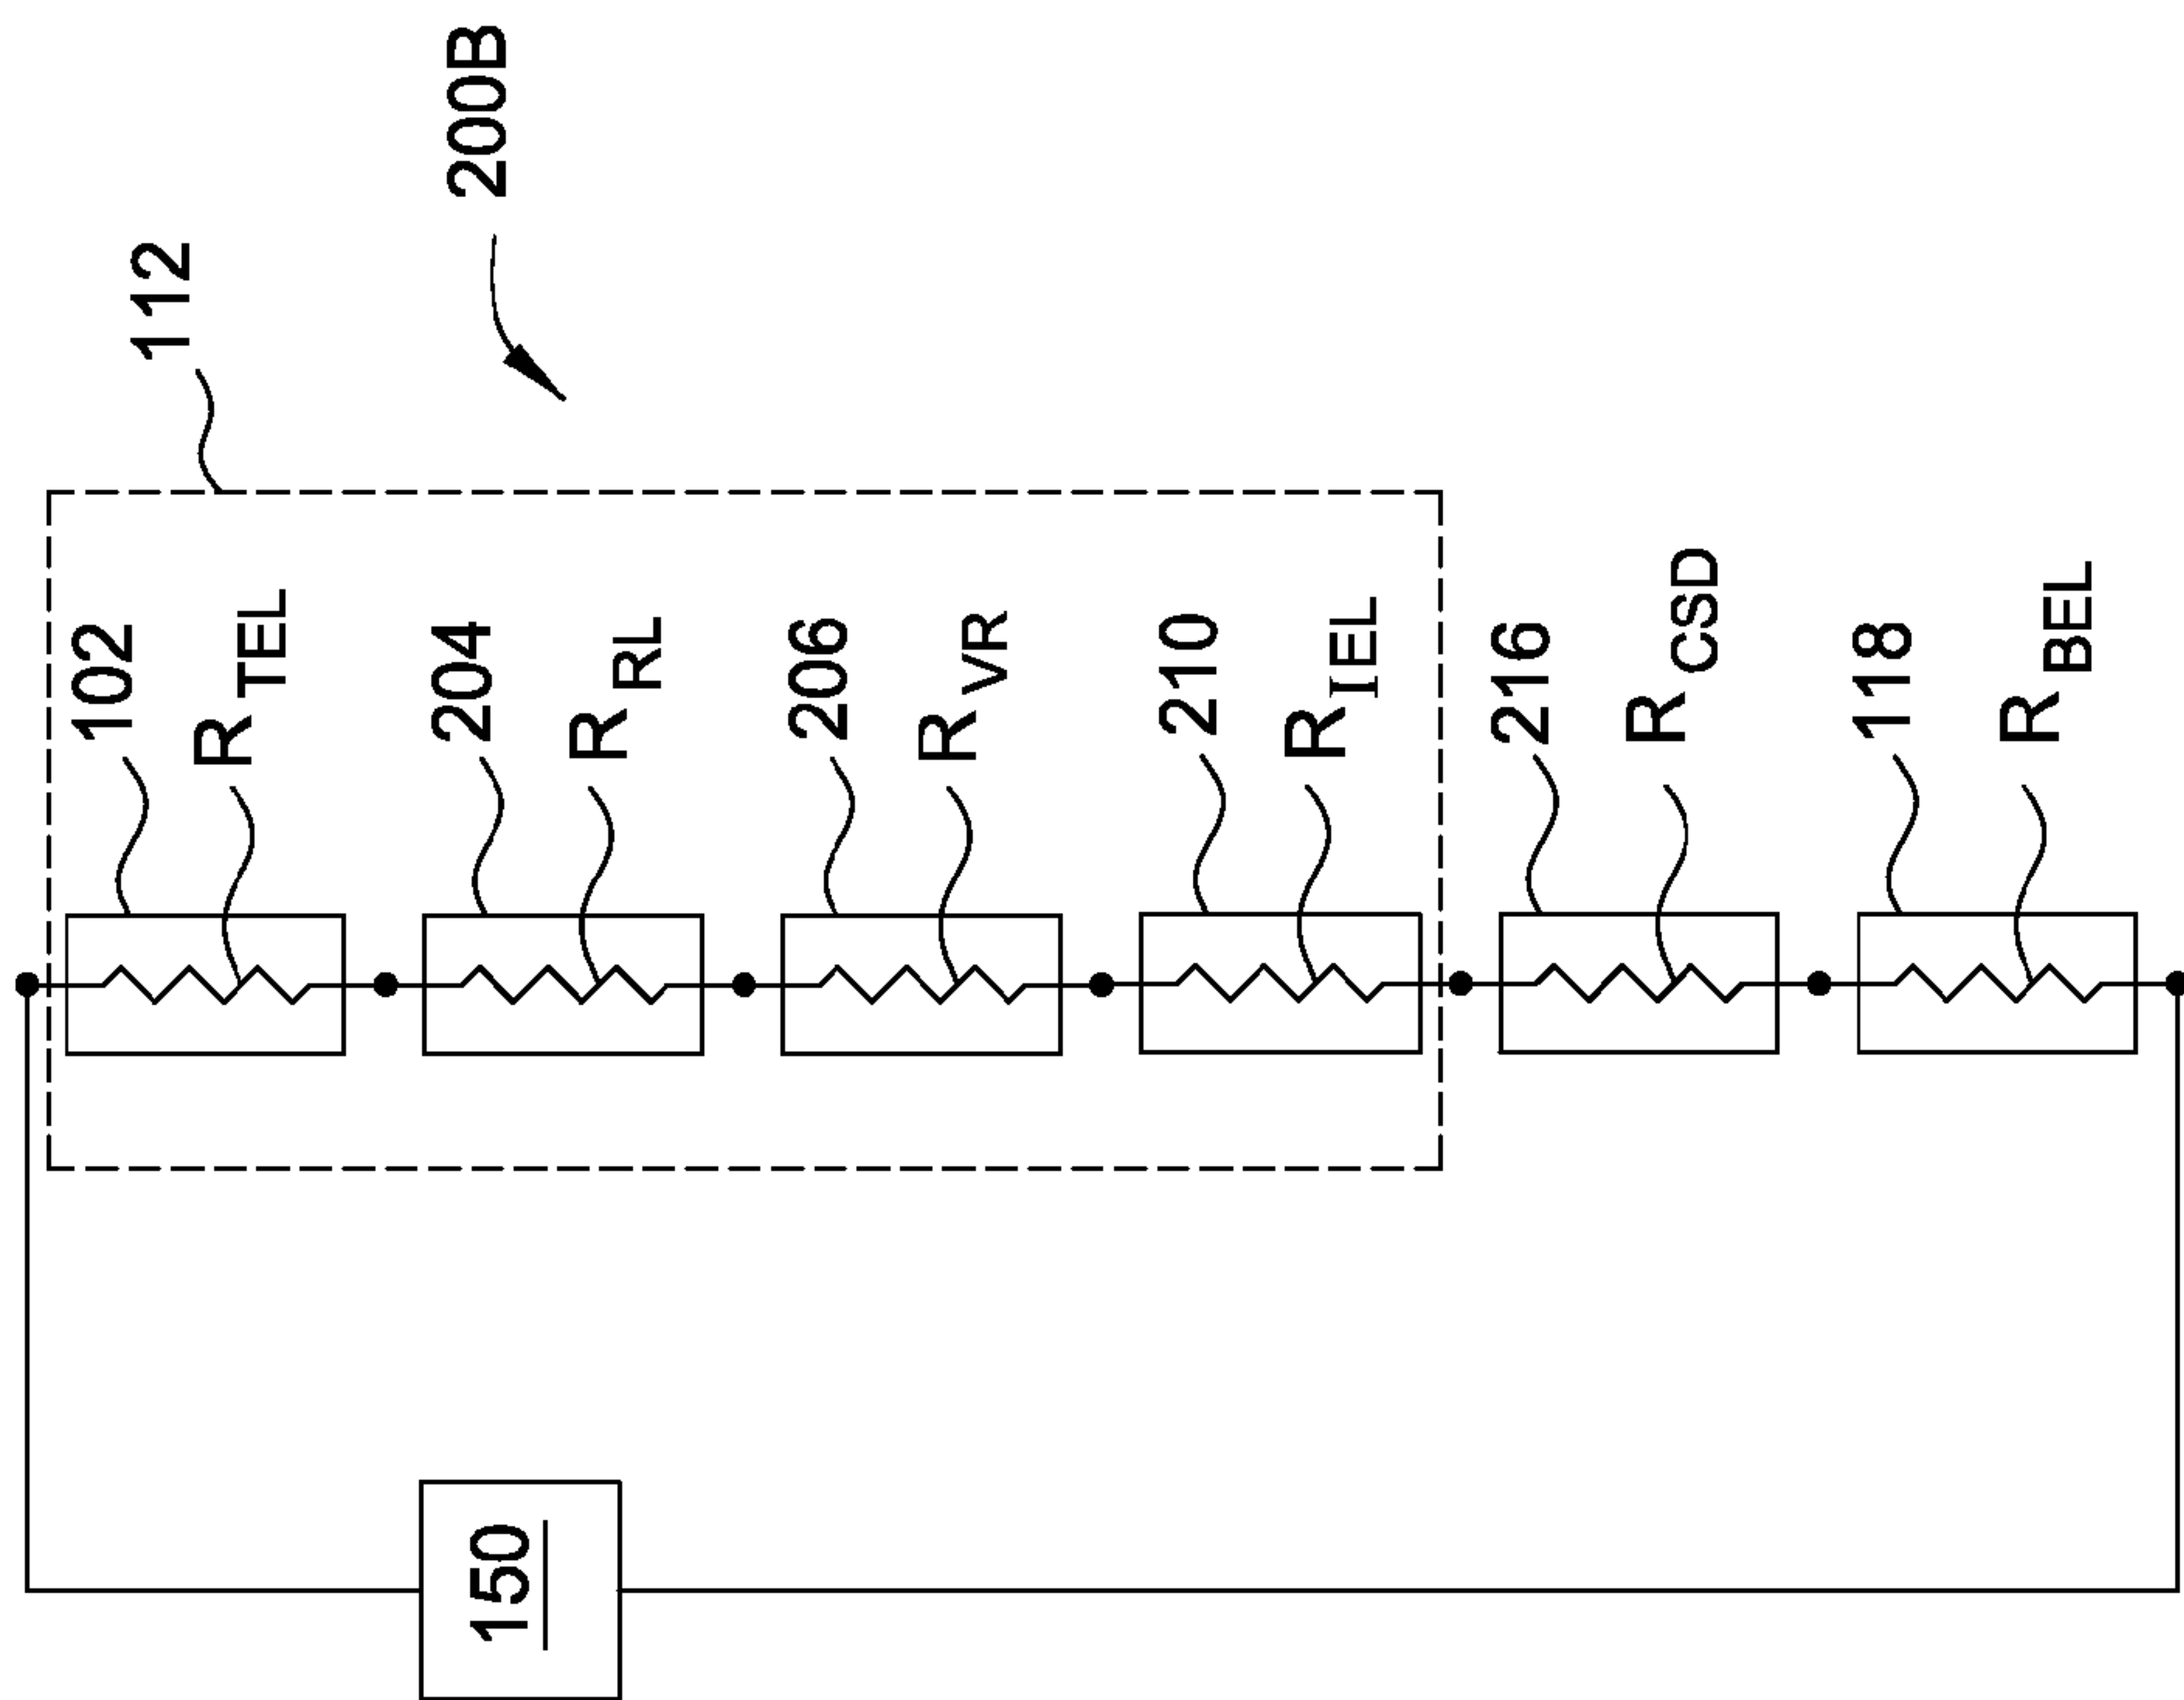 200B
112
102
R TEL
204
R RL
206
R VR
210
R IEL
216
R CSD
118
R BEL
150